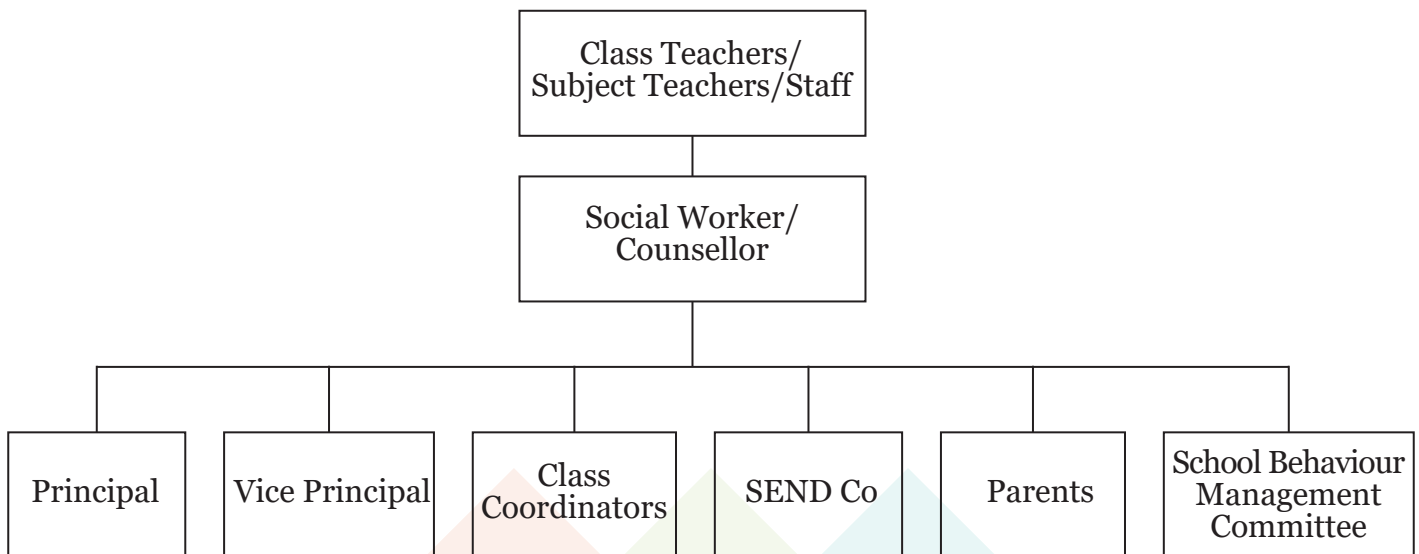 Class Teachers/
Subject Teachers/Staff
Social Worker/
Counsellor
Principal
Vice Principal
Class
Coordinators
SEND Co
Parents
School Behaviour
Management
Committee